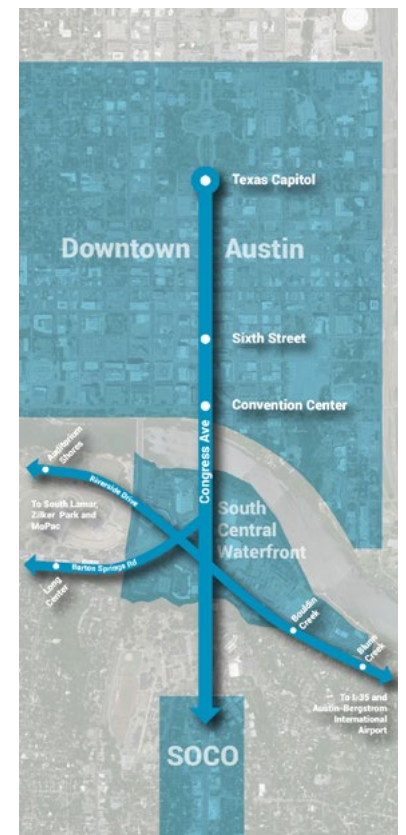 Texas Capitol
Downtown Austin
Sixth Street
Convention Center
Congress Ave
Auditorium
Shores
Riverside Drive
To South Lamar,
Zilker Park and
MoPac
South
Central
Waterfront
Barton Springs Rd
Long
Center
Bouldin
Creek
Blunn
Creek
To I-35 and
Austin-Bergstrom
International
Airport
SOCO